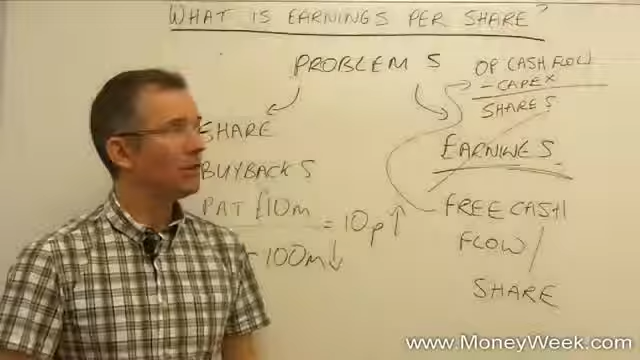 WHAT IS EARNINGS PER SHARE?
PROBLEMS
OP CASH FLOW
- CAPEX
SHARES
SHARE
BUYBACKS
EARNINGS
PAT £10M
= 10p ↑
100M ↓
FREE CASH
FLOW /
SHARE
www.MoneyWeek.com